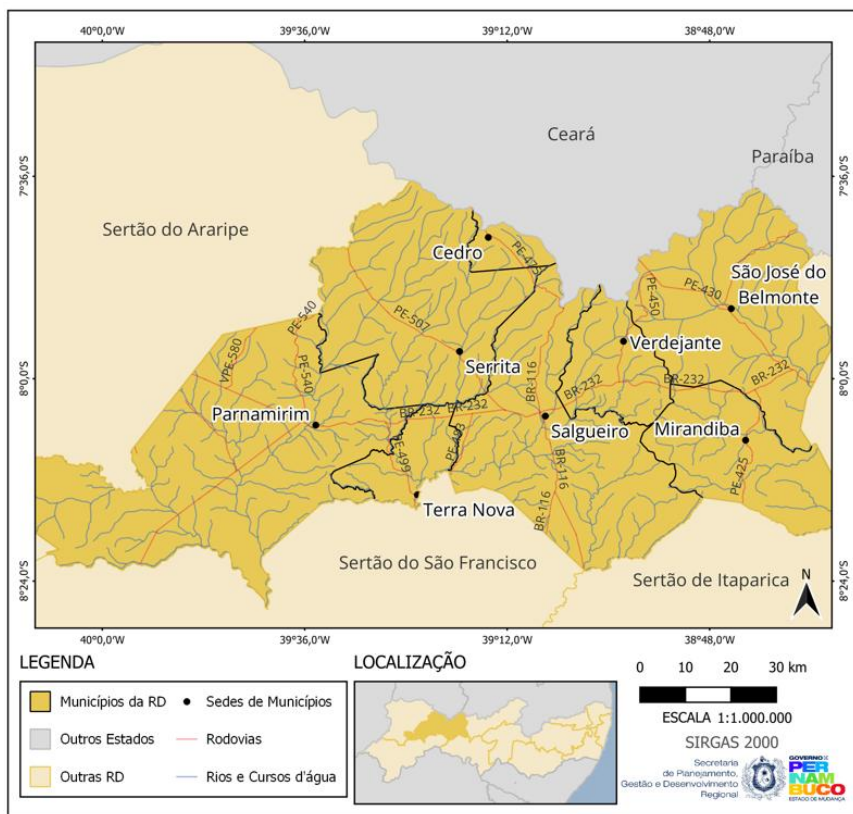 40°0,0'W 39°36,0'W 39°12,0'W 38°48,0'W
Ceará
Paraíba
7°36,0'S 7°36,0'S
Sertão do Araripe
Cedro
PE-475
São José do
Belmonte
PE-430
PE-450
PE-540
PE-507
Verdejante
VPE-580
PE-540
Serrita
BR-116
8°0,0'S 8°0,0'S
BR-232
BR-232
BR-232
Parnamirim
BR-232
BR-232
Salgueiro
Mirandiba
PE-499
PE-483
PE-425
BR-116
Terra Nova
BR-116
Sertão do São Francisco
Sertão de Itaparica
8°24,0'S 8°24,0'S
N
40°0,0'W 39°36,0'W 39°12,0'W 38°48,0'W
LEGENDA
Municípios da RD
Sedes de Municípios
Outros Estados
Rodovias
Outras RD
Rios e Cursos d'água
LOCALIZAÇÃO
0 10 20 30 km
ESCALA 1:1.000.000
SIRGAS 2000
Secretaria
de Planejamento,
Gestão e Desenvolvimento
Regional
GOVERNO DE
PER
NAM
BUCO
ESTADO DE MUDANÇA